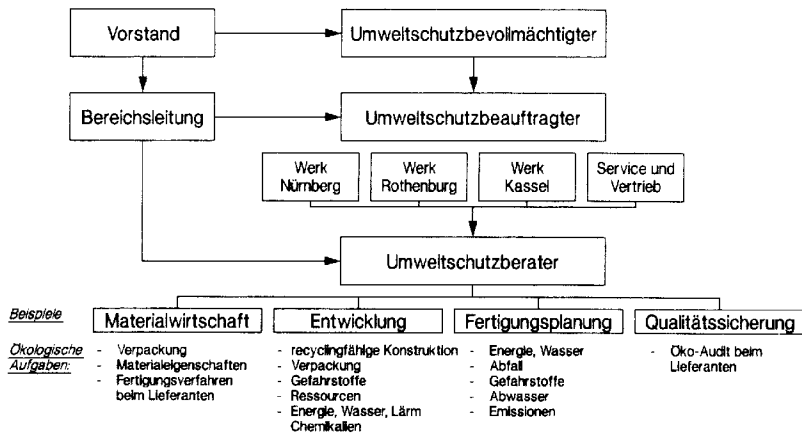 Vorstand
Umweltschutzbevollmächtigter
Bereichsleitung
Umweltschutzbeauftragter
Werk
Nürnberg
Werk
Rothenburg
Werk
Kassel
Service und
Vertrieb
Umweltschutzberater
Beispiele
Materialwirtschaft
Entwicklung
Fertigungsplanung
Qualitätssicherung
Ökologische
Aufgaben:
- Verpackung
- Materialeigenschaften
- Fertigungsverfahren
beim Lieferanten
- recyclingfähige Konstruktion
- Verpackung
- Gefahrstoffe
- Ressourcen
- Energie, Wasser, Lärm
Chemikalien
- Energie, Wasser
- Abfall
- Gefahrstoffe
- Abwasser
- Emissionen
- Öko-Audit beim
Lieferanten